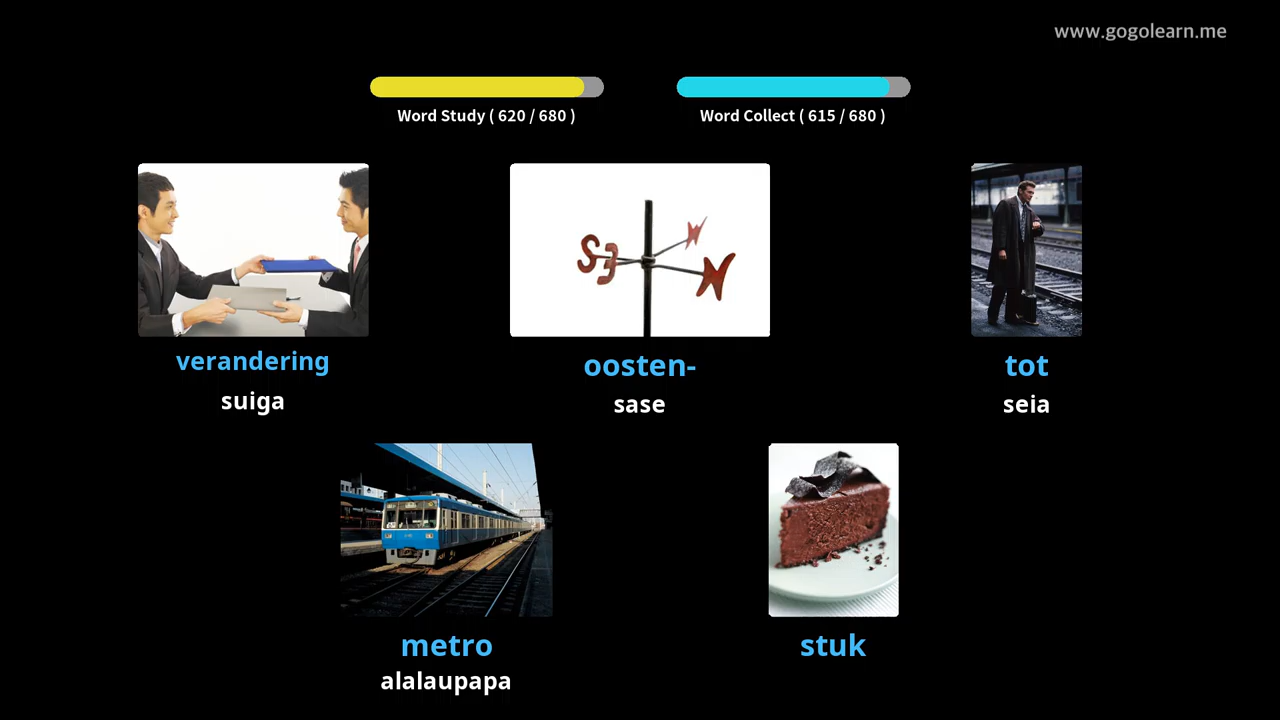 www.gogolearn.me
Word Study ( 620 / 680 )
Word Collect ( 615 / 680 )
S
E
N
W
verandering
suiga
oosten-
sase
tot
seia
metro
alalaupapa
stuk